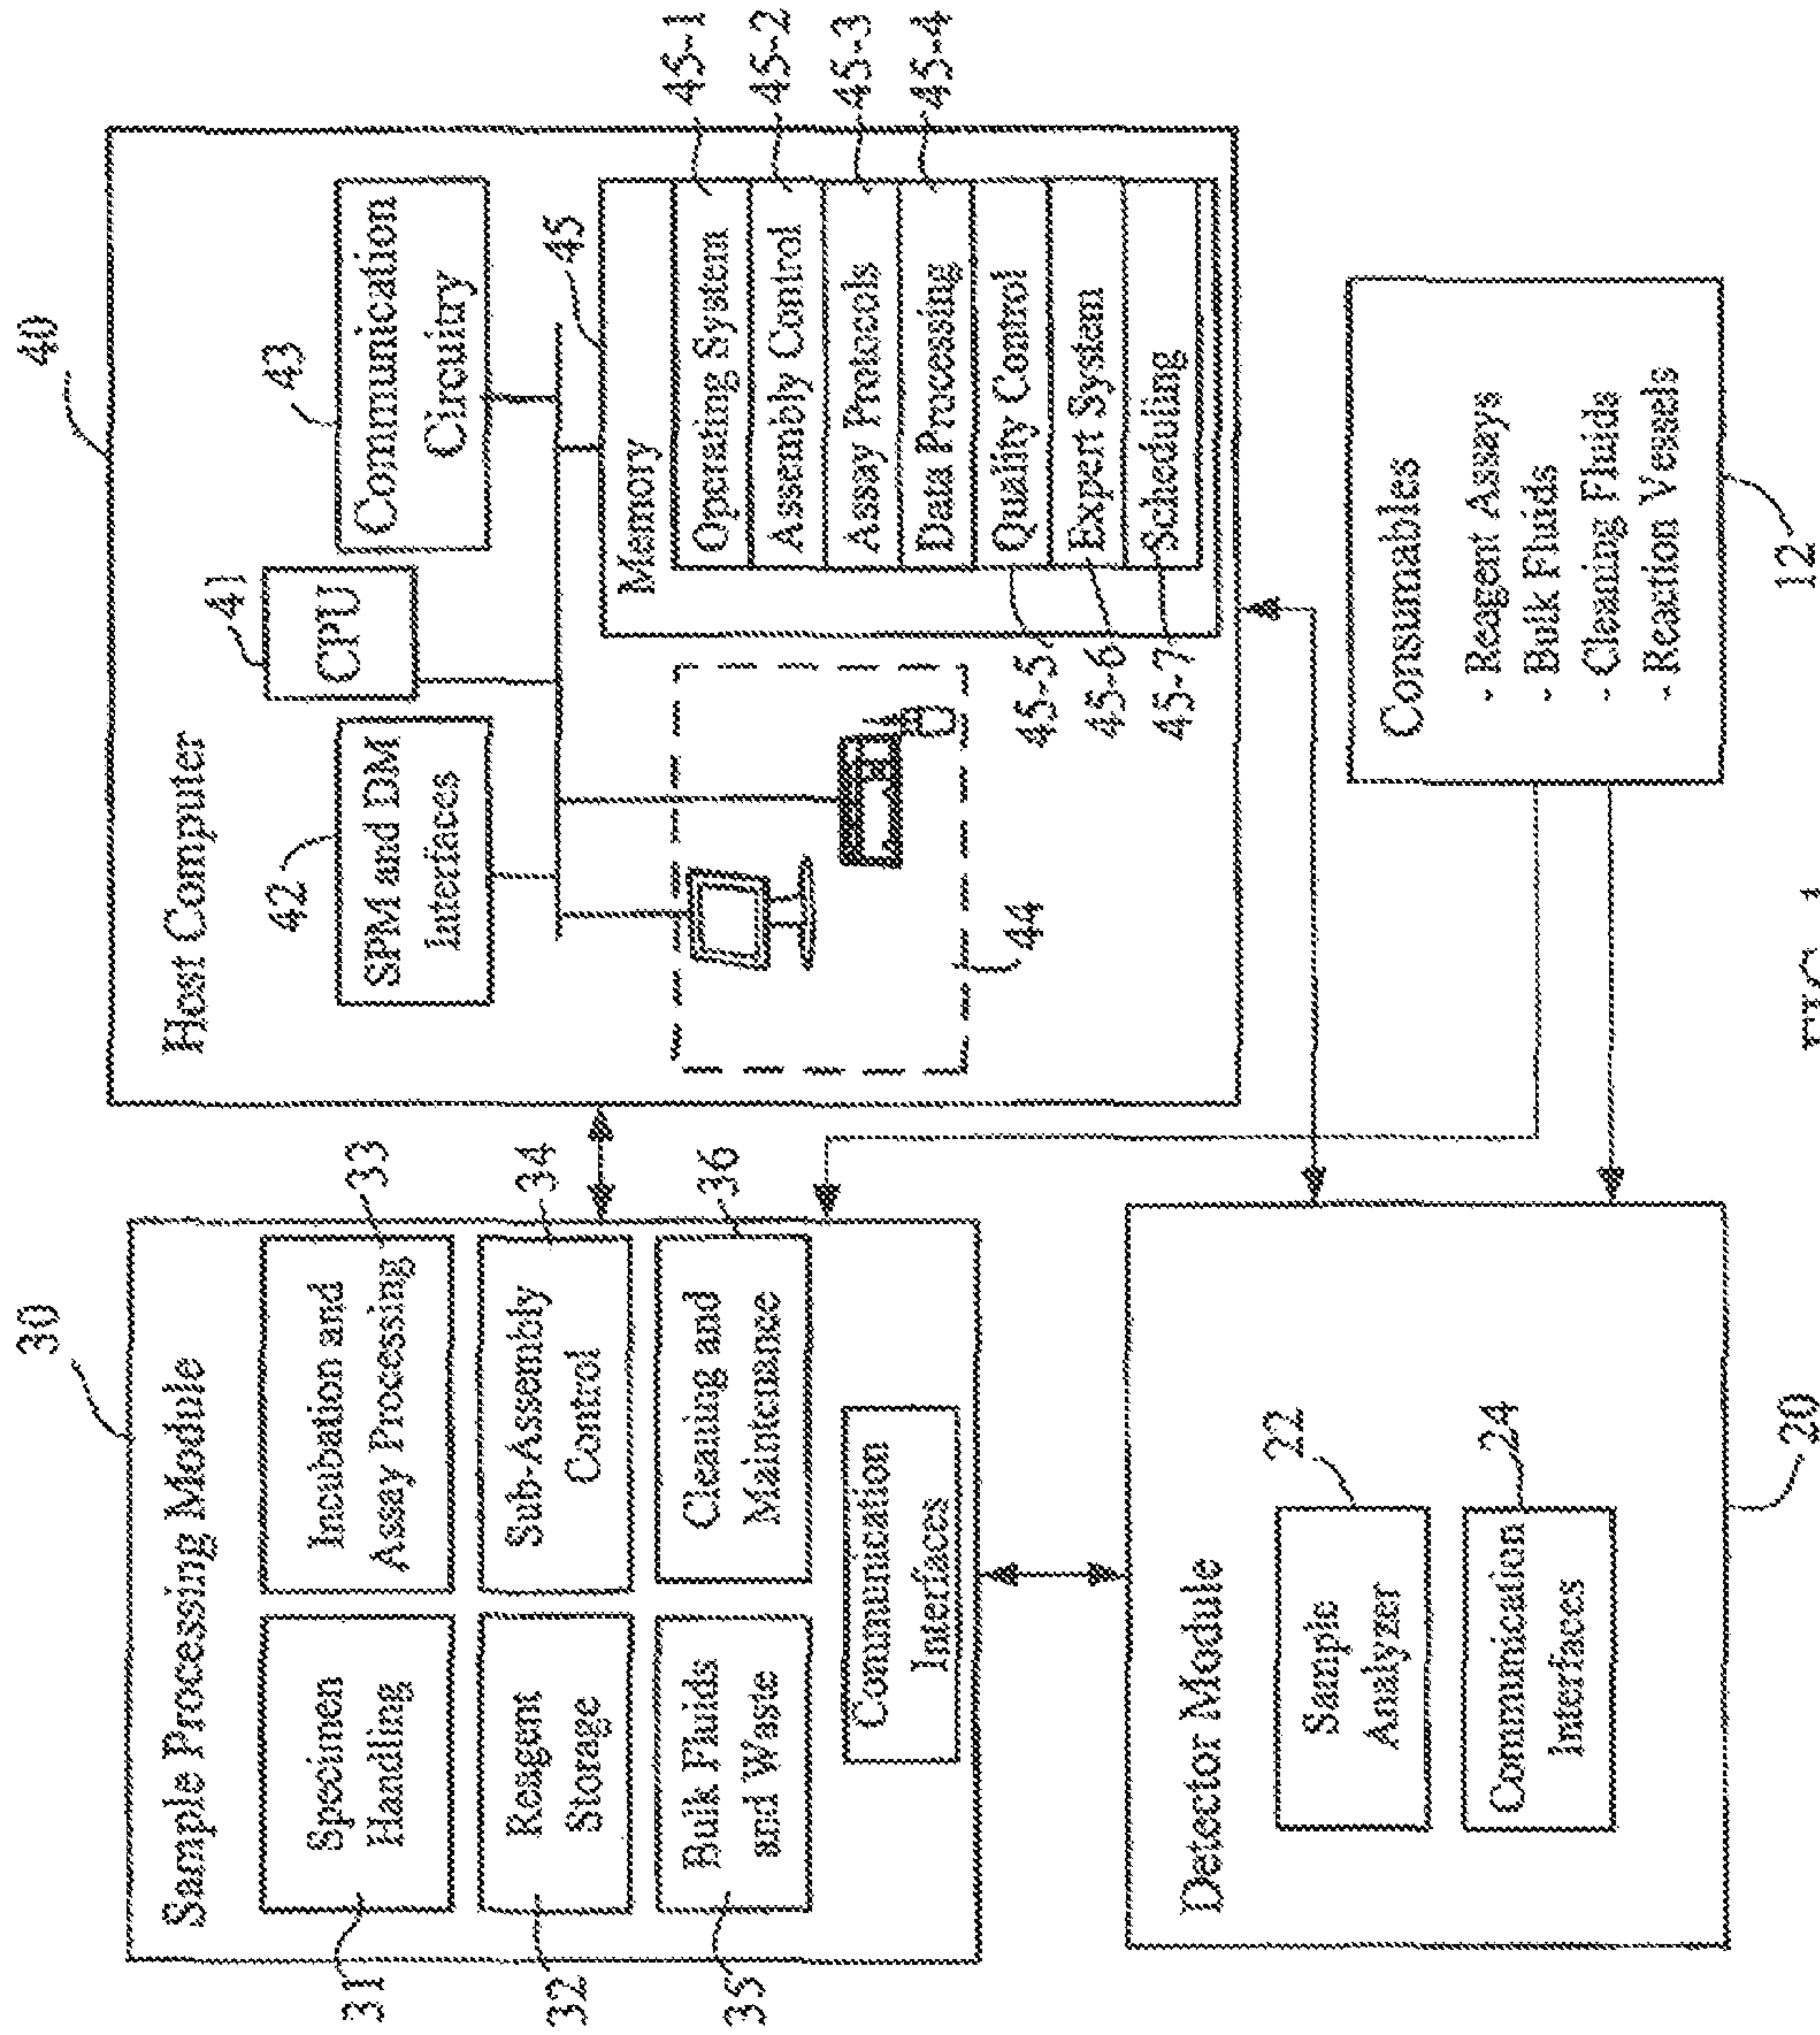 30
Sample Processing Module
Specimen
Handling
31
Incubation and
Assay Processing
33
Reagent
Storage
32
Sub-Assembly
Control
34
Bulk Fluids
and Waste
35
Cleaning and
Maintenance
36
Communication
Interfaces
Detector Module
Sample
Analyzer
22
Communication
Interfaces
24
20
40
Host Computer
42
SPM and DM
Interfaces
41
CPU
43
Communication
Circuitry
44
45
Memory
Operating System
45-1
Assembly Control
45-2
Assay Protocols
45-3
Data Processing
45-4
Quality Control
45-5
Expert System
45-6
Scheduling
45-7
Consumables
- Reagent Assays
- Bulk Fluids
- Cleaning Fluids
- Reaction Vessels
12
FIG. 1